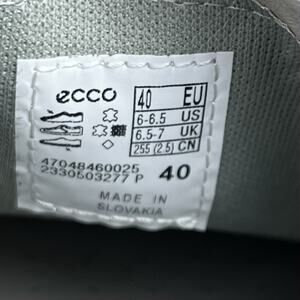 ecco
40 EU
6-6.5 US
6.5-7 UK
255 (2.5) CN
47048460025
2330503277 P 40
MADE IN
SLOVAKIA